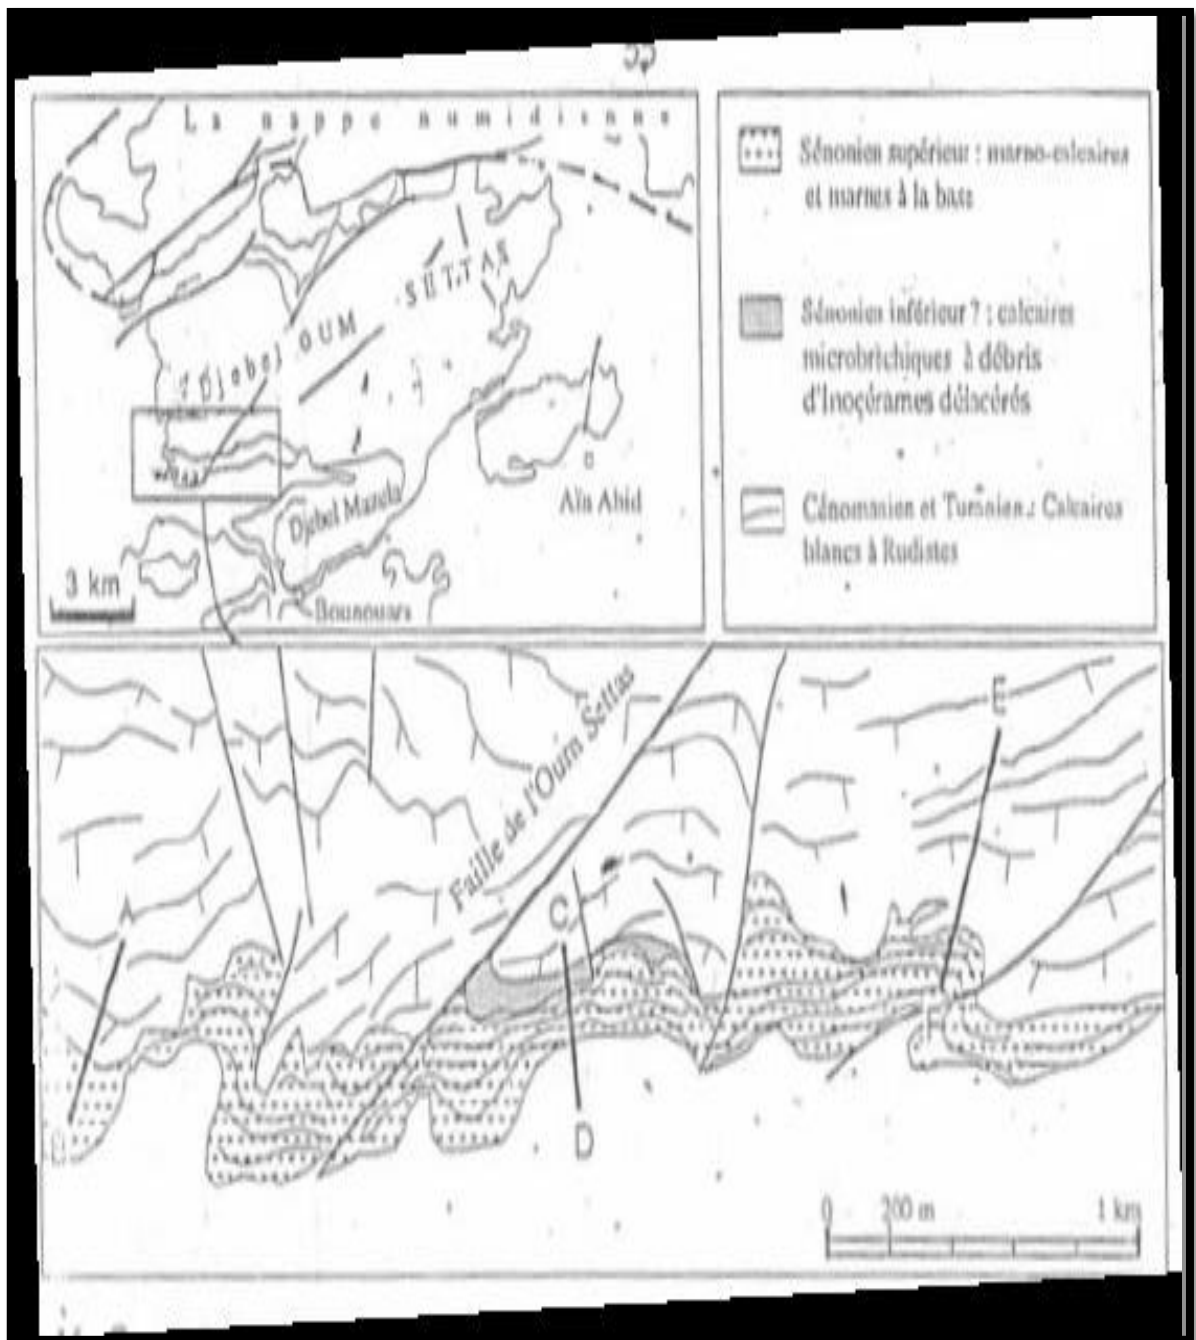 La nappe numidienne
SETTAS
OUM
Djebel
Djebel Mazela
Aïn Abid
3 km
Bounouara
Sénonien supérieur : marno-calcaires
et marnes à la base
Sénonien inférieur ? : calcaires
microbrichiques à débris
d'Inoçérames délacérés
Cénomanien et Turonien : Calcaires
blancs à Rudistes
Faille de l'Oum Settas
E
A
C
F
B
D
0 200 m 1 km